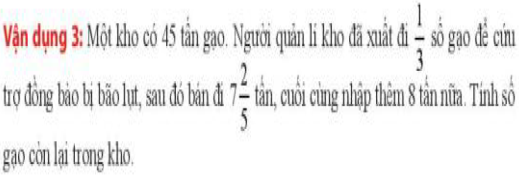 Vận dụng 3: Một kho có 45 tấn gạo. Người quản lí kho đã xuất đi 1/3 số gạo để cứu
trợ đồng bào bị bão lụt, sau đó bán đi 7 2/5 tấn, cuối cùng nhập thêm 8 tấn nữa. Tính số
gạo còn lại trong kho.